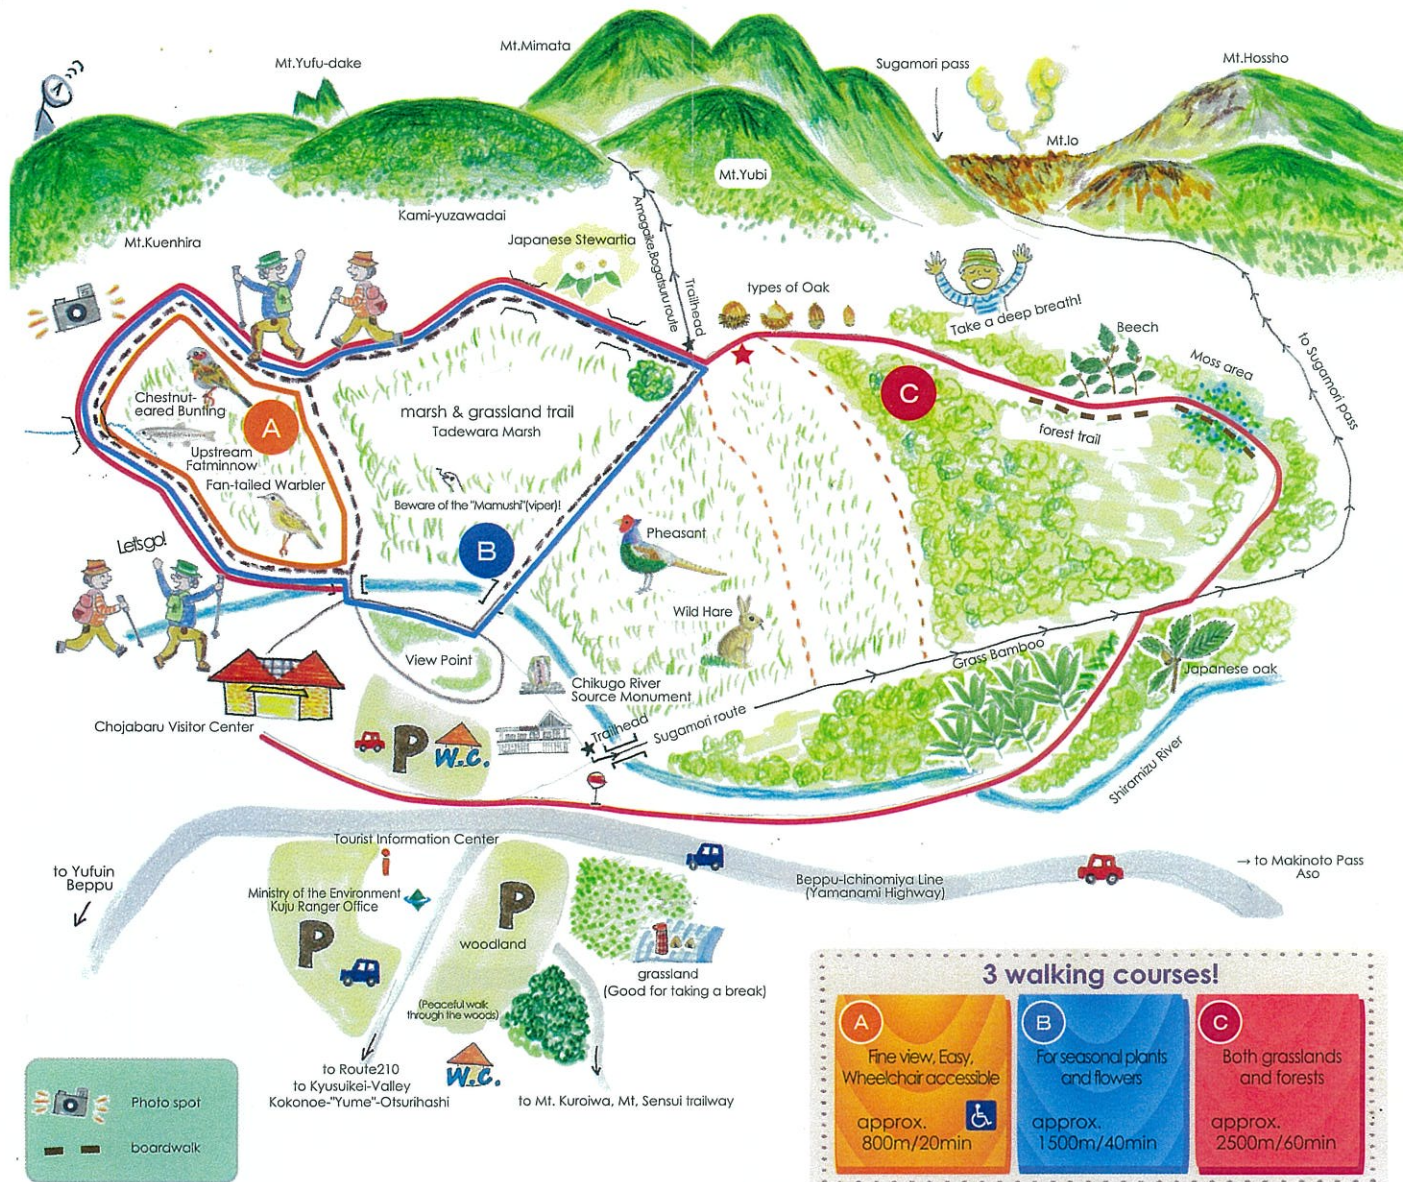 Mt.Mimata
Mt.Yufu-dake
Sugamori pass
Mt.Hossho
Mt.Io
Mt.Yubi
Kami-yuzawadai
Mt.Kuenhira
Japanese Stewartia
Amagaike,Bogatsuru route
Trailhead
types of Oak
Take a deep breath!
Beech
Moss area
to Sugamori pass
Chestnut-
eared Bunting
A
Upstream
Fatminnow
Fan-tailed Warbler
marsh & grassland trail
Tadewara Marsh
C
forest trail
Beware of the "Mamushi"(viper)!
B
Pheasant
Let's go!
Wild Hare
Grass Bamboo
Japanese oak
View Point
Chikugo River
Source Monument
Chojabaru Visitor Center
P
W.C.
Trailhead
Sugamori route
Shiramizu River
Tourist Information Center
i
to Yufuin
Beppu
Ministry of the Environment
Kuju Ranger Office
P
P
woodland
(Peaceful walk
through the woods)
Beppu-Ichinomiya Line
(Yamanami Highway)
→ to Makinoto Pass
Aso
grassland
(Good for taking a break)
W.C.
to Route210
to Kyusuikei-Valley
Kokonoe-"Yume"-Otsurihashi
to Mt. Kuroiwa, Mt, Sensui trailway
Photo spot
boardwalk
3 walking courses!
A
Fine view, Easy,
Wheelchair accessible
approx.
800m/20min
B
For seasonal plants
and flowers
approx.
1500m/40min
C
Both grasslands
and forests
approx.
2500m/60min